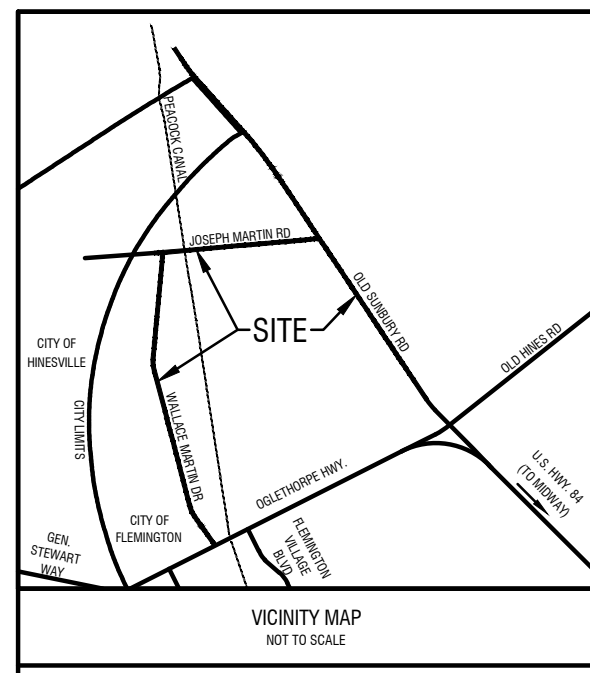 PEACOCK CANAL
JOSEPH MARTIN RD
OLD SUNBURY RD
SITE
CITY OF
HINESVILLE
CITY LIMITS
OLD HINES RD
WALLACE MARTIN DR
OGLETHORPE HWY.
U.S. HWY. 84
(TO MIDWAY)
CITY OF
FLEMINGTON
FLEMINGTON
VILLAGE
BLVD
GEN.
STEWART
WAY
VICINITY MAP
NOT TO SCALE